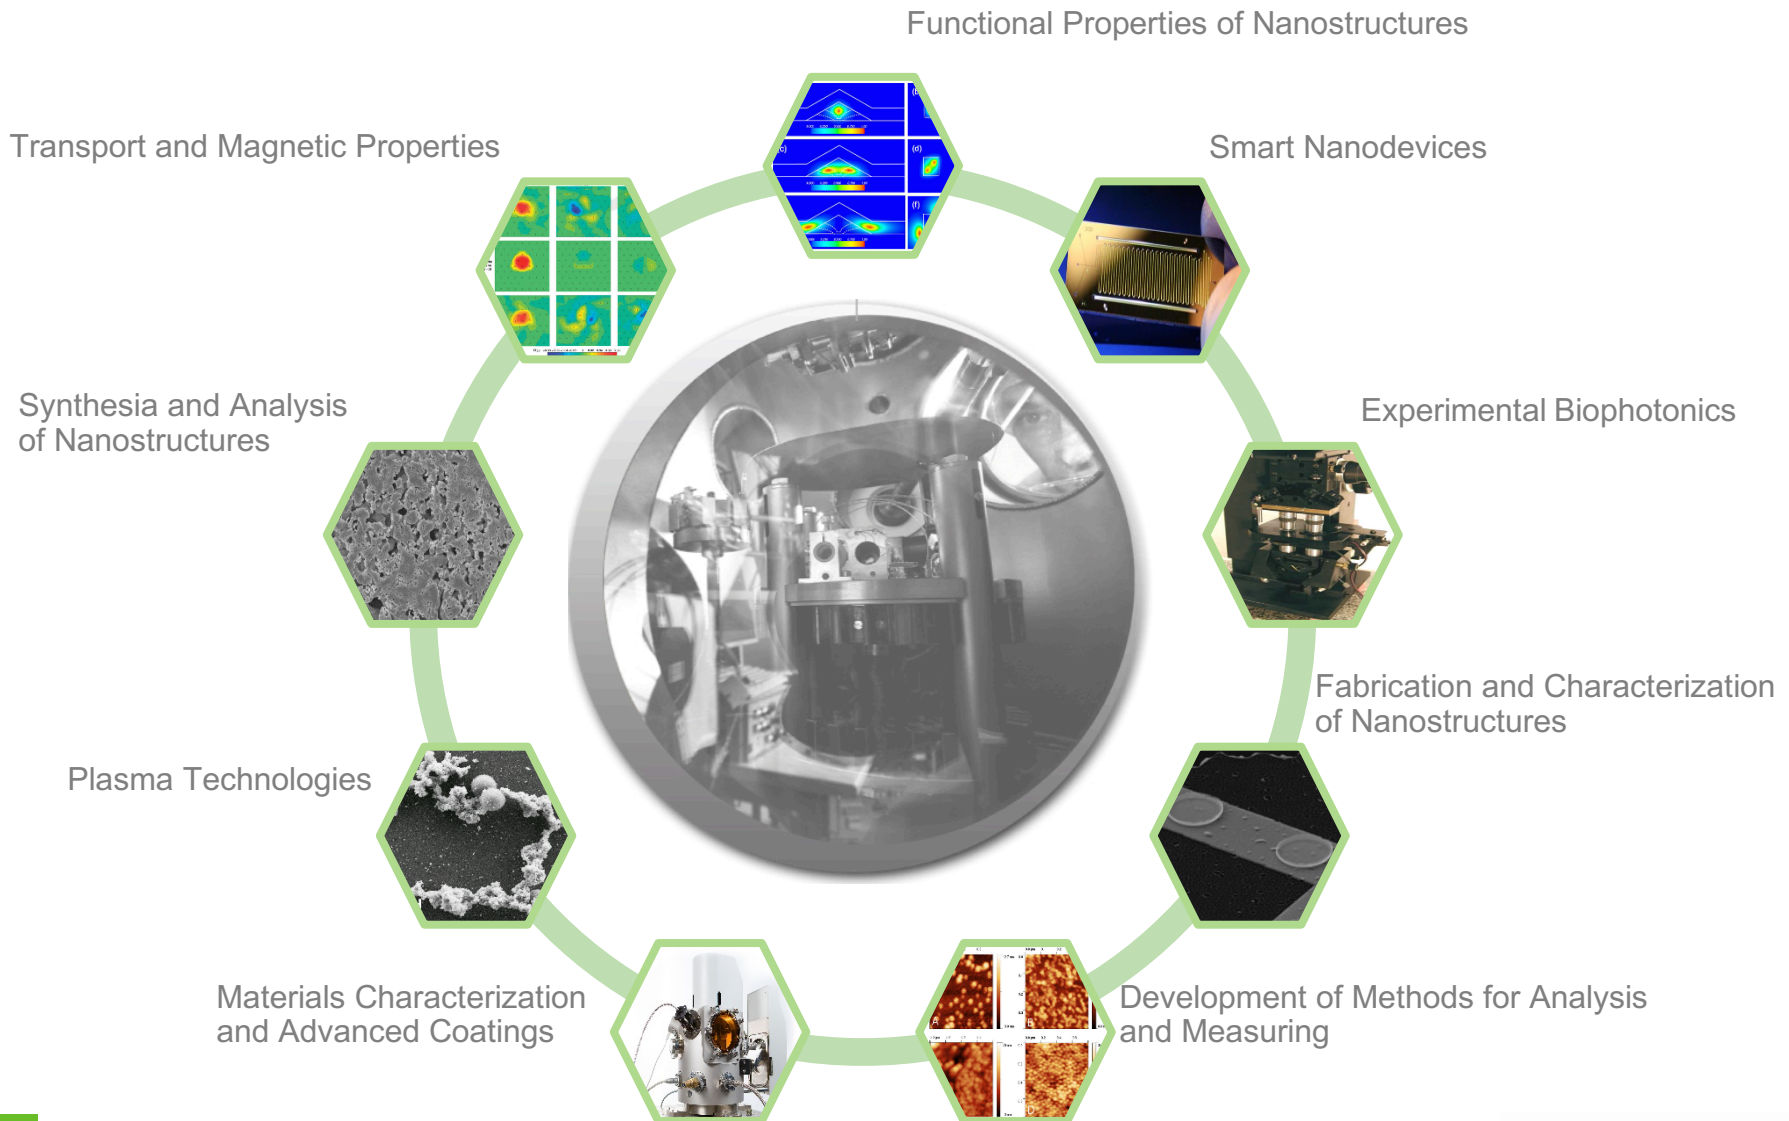 Functional Properties of Nanostructures
Transport and Magnetic Properties
Smart Nanodevices
Synthesia and Analysis
of Nanostructures
Experimental Biophotonics
Fabrication and Characterization
of Nanostructures
Plasma Technologies
Materials Characterization
and Advanced Coatings
Development of Methods for Analysis
and Measuring
(c)
(d)
(f)
A
B
D